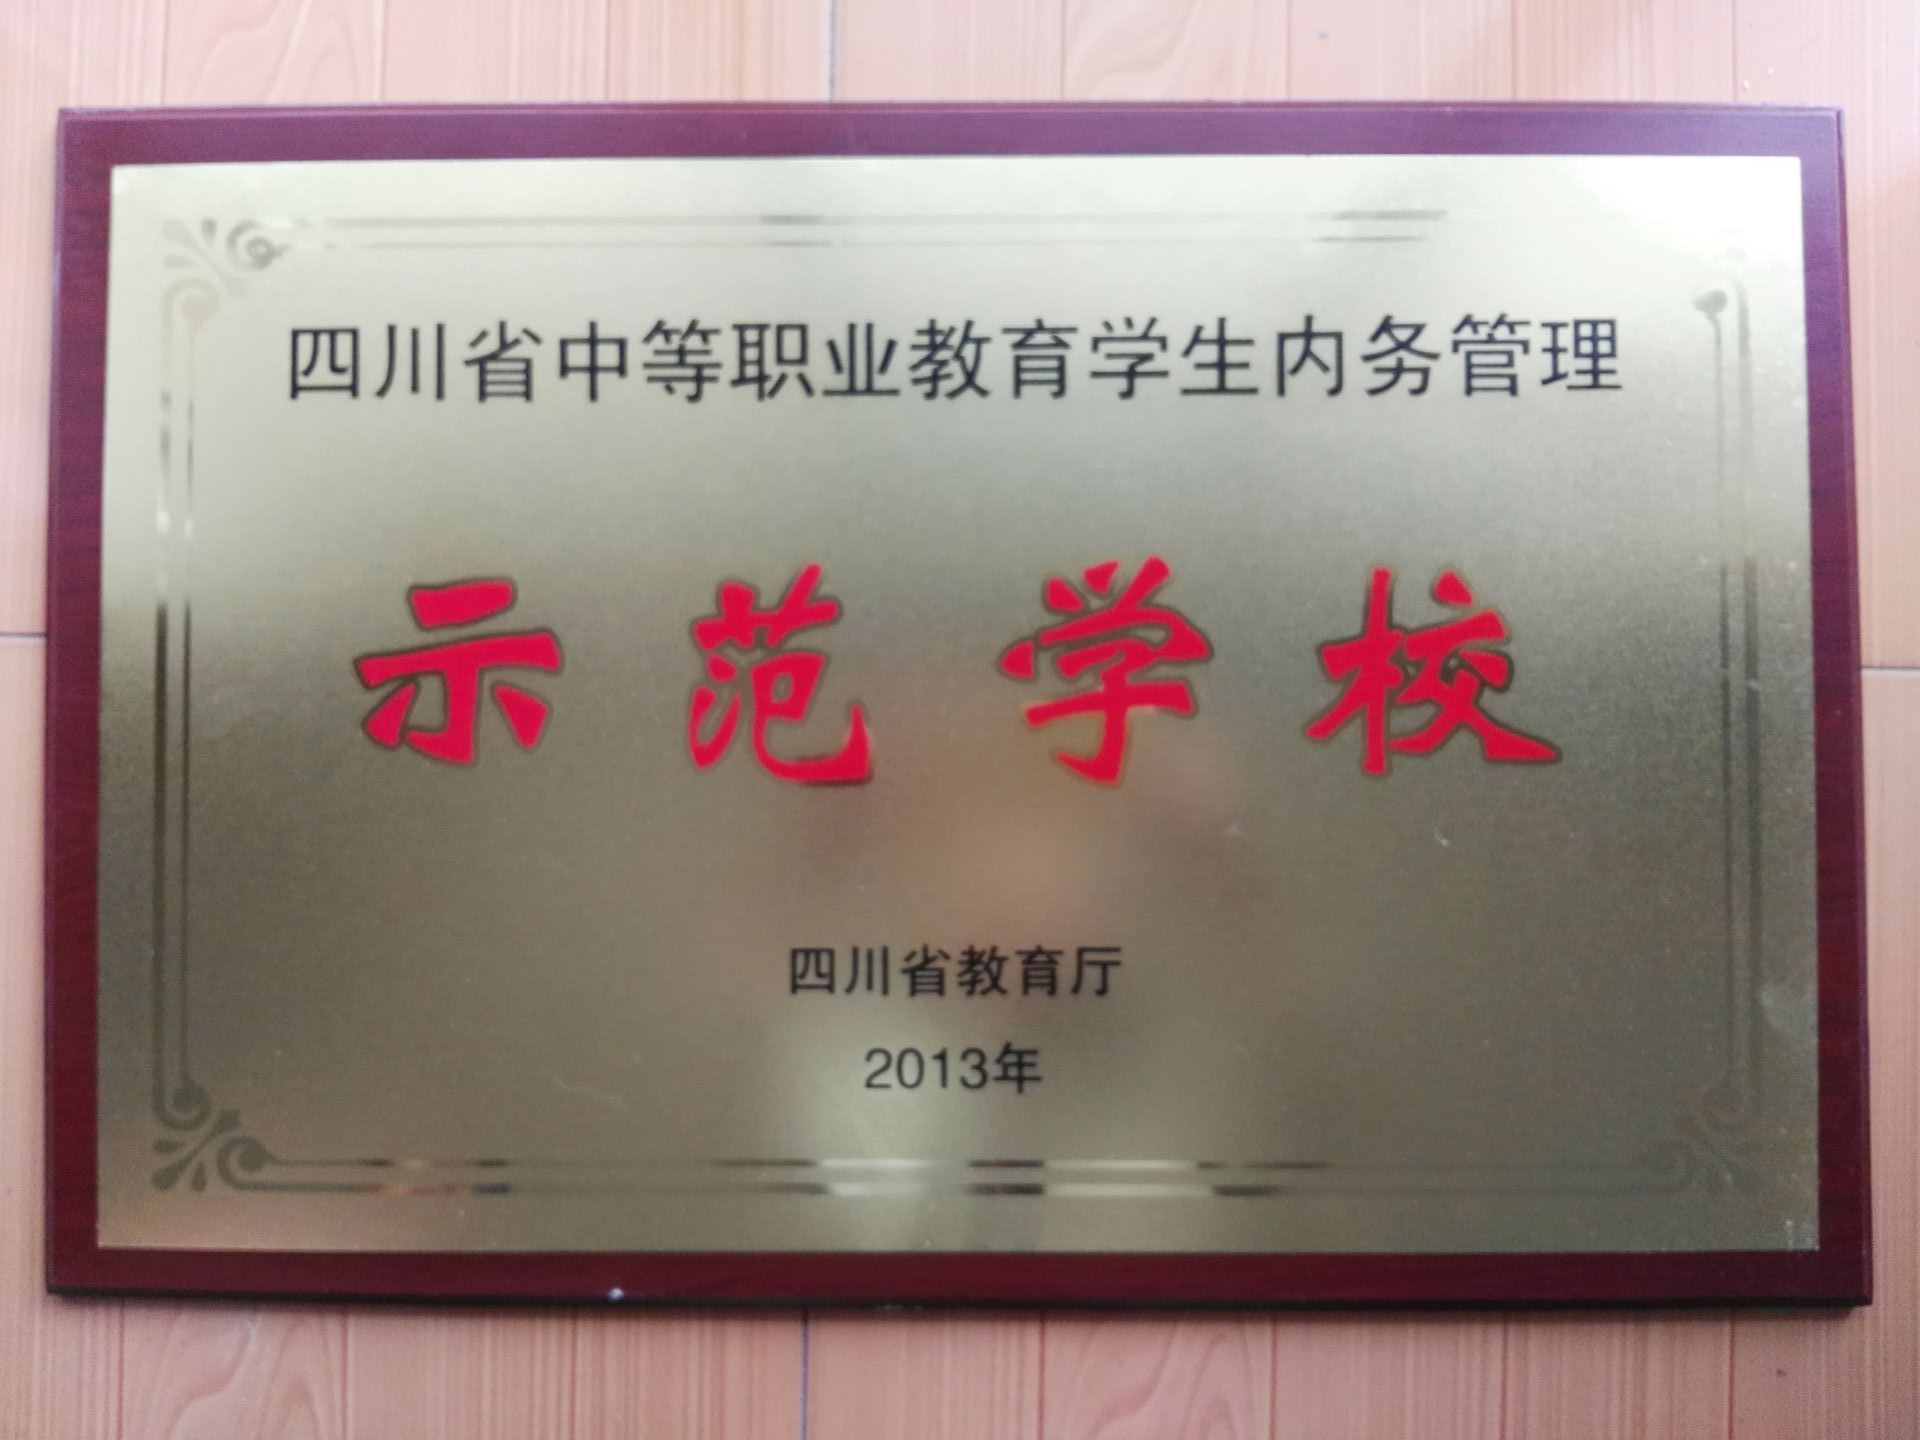 四川省中等职业教育学生内务管理
示范学校
四川省教育厅
2013年